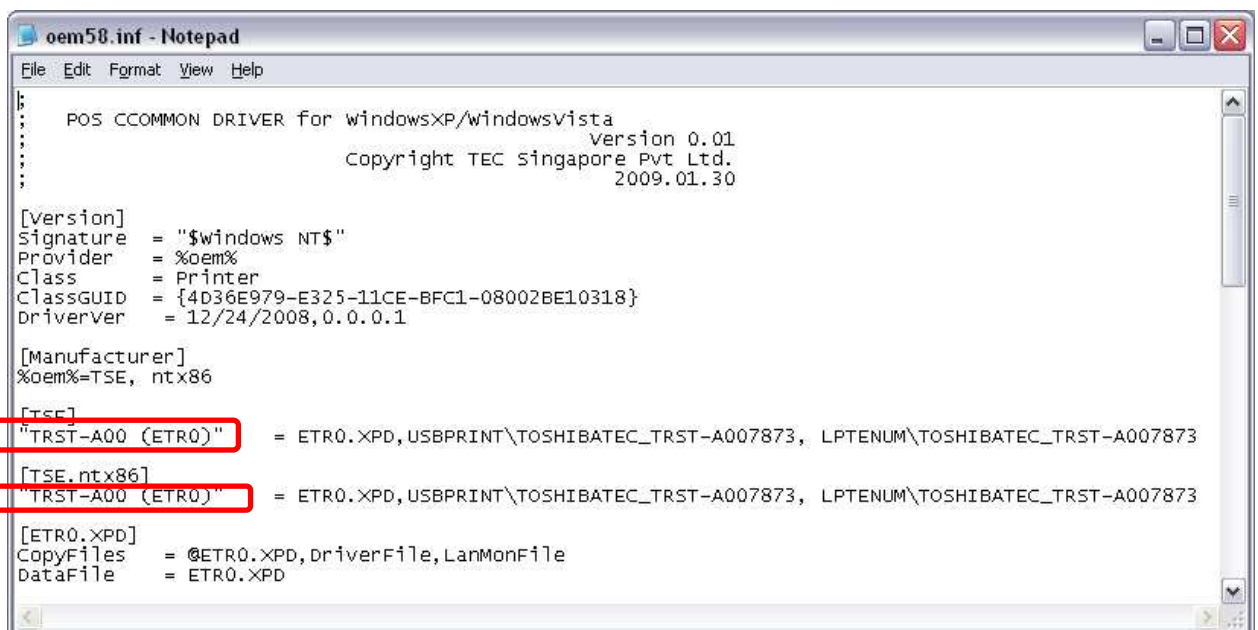 oem58.inf - Notepad
File Edit Format View Help
;
; POS CCOMMON DRIVER for WindowsXP/WindowsVista
; Version 0.01
; Copyright TEC Singapore Pvt Ltd.
; 2009.01.30
;
[Version]
Signature = "$Windows NT$"
Provider = %oem%
Class = Printer
ClassGUID = {4D36E979-E325-11CE-BFC1-08002BE10318}
DriverVer = 12/24/2008,0.0.0.1
[Manufacturer]
%oem%=TSE, ntx86
[TSE]
"TRST-A00 (ETR0)" = ETR0.XPD,USBPRINT\TOSHIBATEC_TRST-A007873, LPTENUM\TOSHIBATEC_TRST-A007873
[TSE.ntx86]
"TRST-A00 (ETR0)" = ETR0.XPD,USBPRINT\TOSHIBATEC_TRST-A007873, LPTENUM\TOSHIBATEC_TRST-A007873
[ETR0.XPD]
CopyFiles = @ETR0.XPD,DriverFile,LanMonFile
DataFile = ETR0.XPD